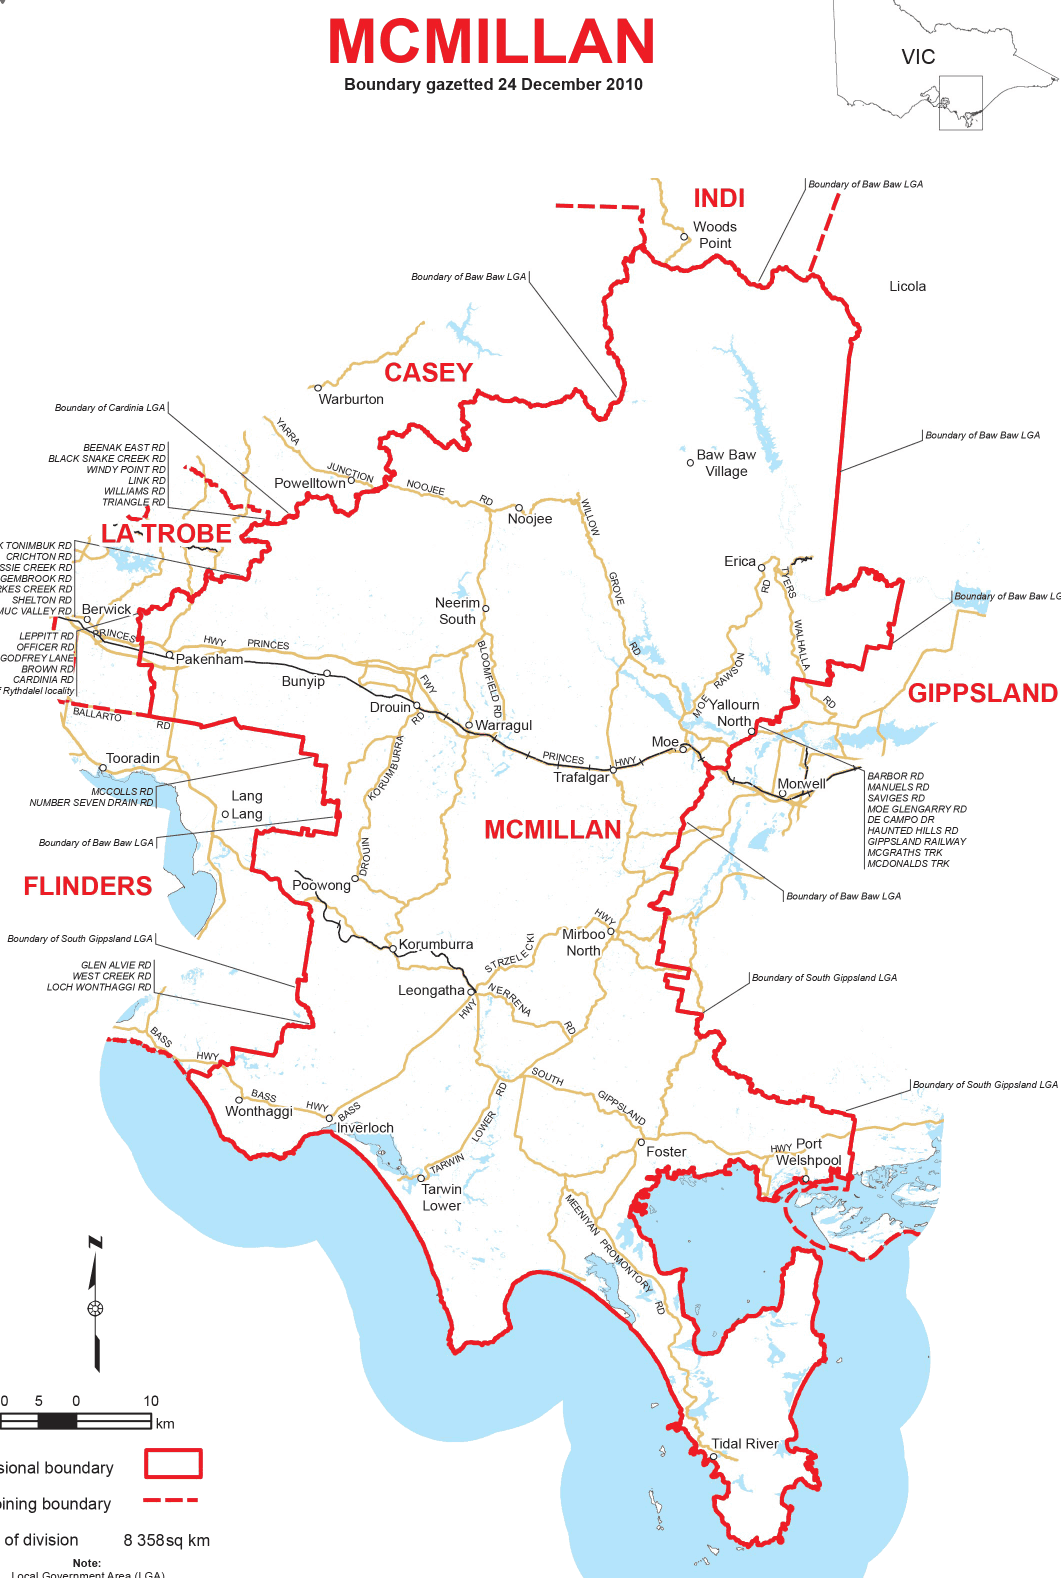 MCMILLAN
Boundary gazetted 24 December 2010
VIC
INDI
Boundary of Baw Baw LGA
Woods
Point
Boundary of Baw Baw LGA
Licola
CASEY
Warburton
Boundary of Cardinia LGA
YARRA
JUNCTION
NOOJEE
RD
Boundary of Baw Baw LGA
BEENAK EAST RD
BLACK SNAKE CREEK RD
WINDY POINT RD
LINK RD
WILLIAMS RD
TRIANGLE RD
Powelltown
Baw Baw
Village
Noojee
WILLOW
GROVE
RD
LA TROBE
K TONIMBUK RD
CRICHTON RD
SSIE CREEK RD
GEMBROOK RD
RKES CREEK RD
SHELTON RD
MUC VALLEY RD
Erica
TYERS
WALHALLA
RD
Boundary of Baw Baw LG
Berwick
Neerim
South
LEPPITT RD
OFFICER RD
GODFREY LANE
BROWN RD
CARDINIA RD
f Rythdalel locality
PRINCES
HWY
PRINCES
Pakenham
Bunyip
FWY
BLOOMFIELD RD
MOE
RAWSON
RD
GIPPSLAND
BALLARTO
RD
Drouin
RD
Warragul
Yallourn
North
Moe
PRINCES
HWY
Trafalgar
Morwell
Tooradin
KORUMBURRA
DROUIN
MCCOLLS RD
NUMBER SEVEN DRAIN RD
Lang
Lang
BARBOR RD
MANUELS RD
SAVIGES RD
MOE GLENGARRY RD
DE CAMPO DR
HAUNTED HILLS RD
GIPPSLAND RAILWAY
MCGRATHS TRK
MCDONALDS TRK
MCMILLAN
Boundary of Baw Baw LGA
FLINDERS
Poowong
Boundary of Baw Baw LGA
HWY
Mirboo
North
STRZELECKI
Boundary of South Gippsland LGA
Korumburra
GLEN ALVIE RD
WEST CREEK RD
LOCH WONTHAGGI RD
Leongatha
HWY
NERRENA
RD
Boundary of South Gippsland LGA
BASS
HWY
BASS
HWY
BASS
Wonthaggi
Inverloch
SOUTH
GIPPSLAND
HWY
RD
LOWER
TARWIN
Boundary of South Gippsland LGA
Foster
Port
Welshpool
Tarwin
Lower
MEENIYAN
PROMONTORY
RD
N
0 5 0 10
km
Tidal River
sional boundary
oining boundary
of division 8 358sq km
Note:
Local Government Area (LGA)